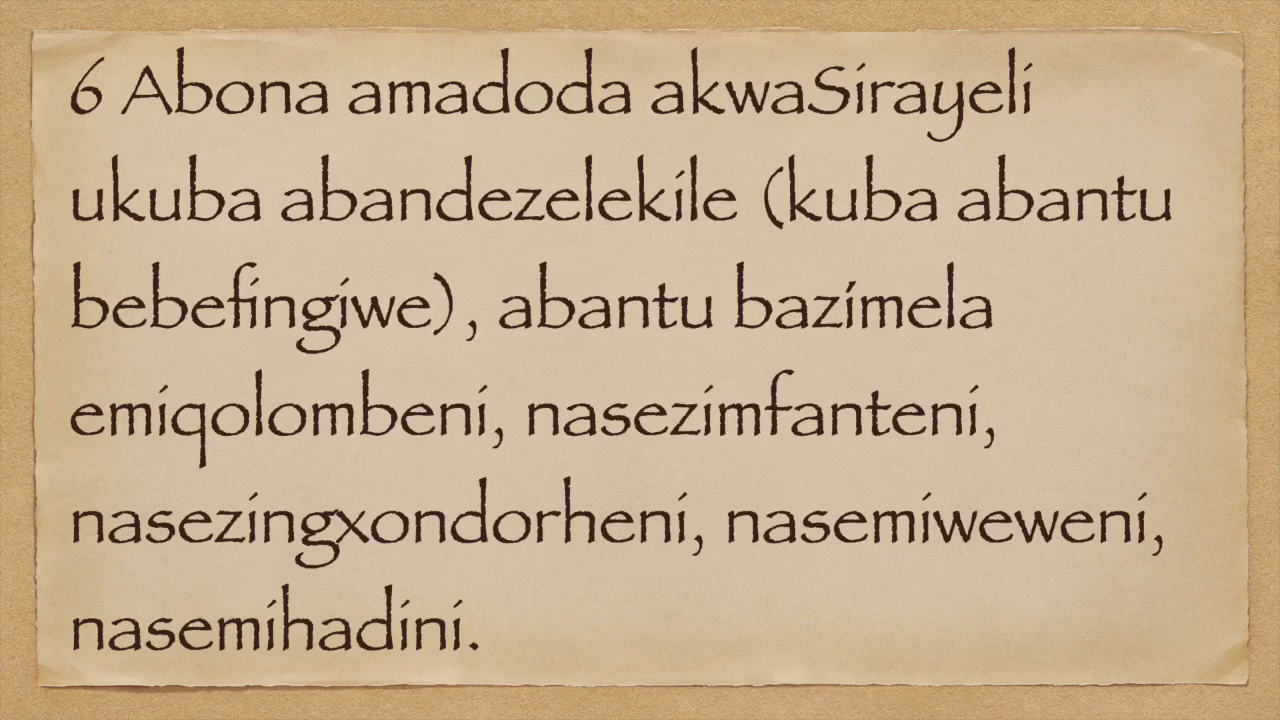 6 Abona amadoda akwaSirayeli
ukuba abandezelekile (kuba abantu
bebefingiwe), abantu bazimela
emiqolombeni, nasezimfanteni,
nasezingxondorheni, nasemiweweni,
nasemihadini.